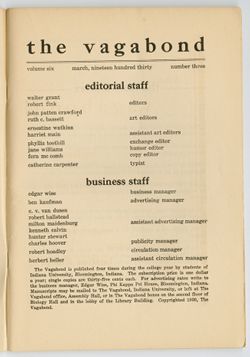 the vagabond
volume six march, nineteen hundred thirty number three
editorial staff
walter grant
robert fink editors
john patten crawford
ruth c. bassett art editors
ernestine watkins
harriet main assistant art editors
phyllis toothill exchange editor
jane williams humor editor
fern mc comb copy editor
catherine carpenter typist
business staff
edgar wise business manager
ben kaufman advertising manager
c. v. van dusen
robert hallstead
milton maidenburg assistant advertising manager
kenneth calvin
hunter stewart
charles hoover publicity manager
robert hoadley circulation manager
herbert heller assistant circulation manager
The Vagabond is published four times during the college year by students of
Indiana University, Bloomington, Indiana. The subscription price is one dollar
a year; single copies are thirty-five cents each. For advertising rates write to
the business manager, Edgar Wise, Phi Kappa Psi House, Bloomington, Indiana.
Manuscripts may be mailed to The Vagabond, Indiana University, or left at The
Vagabond office, Assembly Hall, or in The Vagabond boxes on the second floor of
Biology Hall and in the lobby of the Library Building. Copyrighted 1930, The
Vagabond.